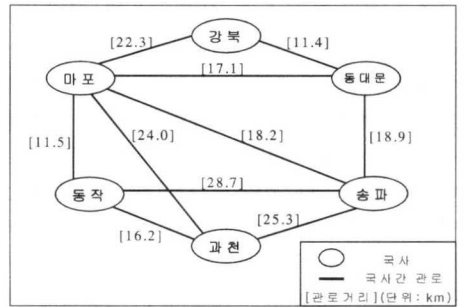 강북
[22.3]
[11.4]
마포
[17.1]
동대문
[11.5]
[24.0]
[18.2]
[18.9]
동작
[28.7]
송파
[16.2]
[25.3]
과천
국사
국사간 관로
[관로거리](단위: km)